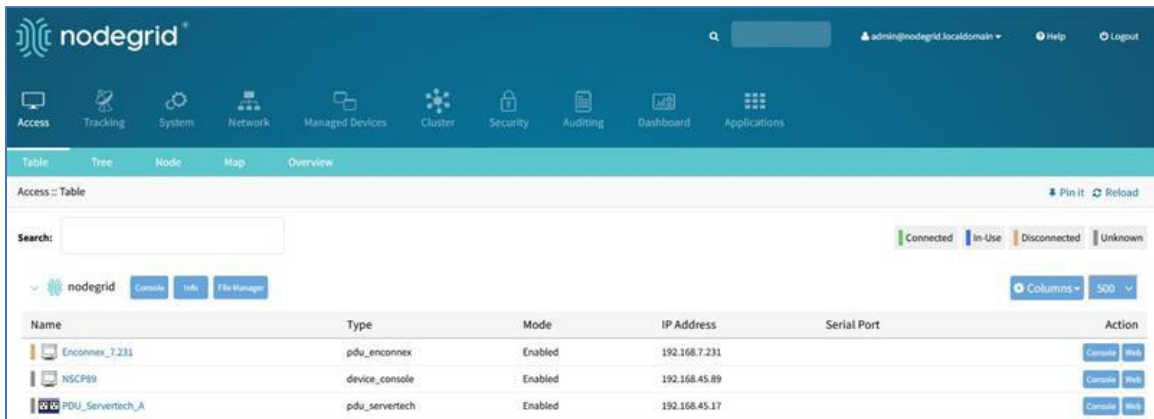 nodegrid®
admin@nodegrid.localdomain Help Logout
Access Tracking System Network Managed Devices Cluster Security Auditing Dashboard Applications
Table Tree Node Map Overview
Access :: Table Pin it Reload
Search: Connected In-Use Disconnected Unknown
nodegrid Console Info File Manager Columns 500
Name Type Mode IP Address Serial Port Action
Enconnex_7.231 pdu_enconnex Enabled 192.168.7.231 Console Web
NSCP89 device_console Enabled 192.168.45.89 Console Web
PDU_Servertech_A pdu_servertech Enabled 192.168.45.17 Console Web